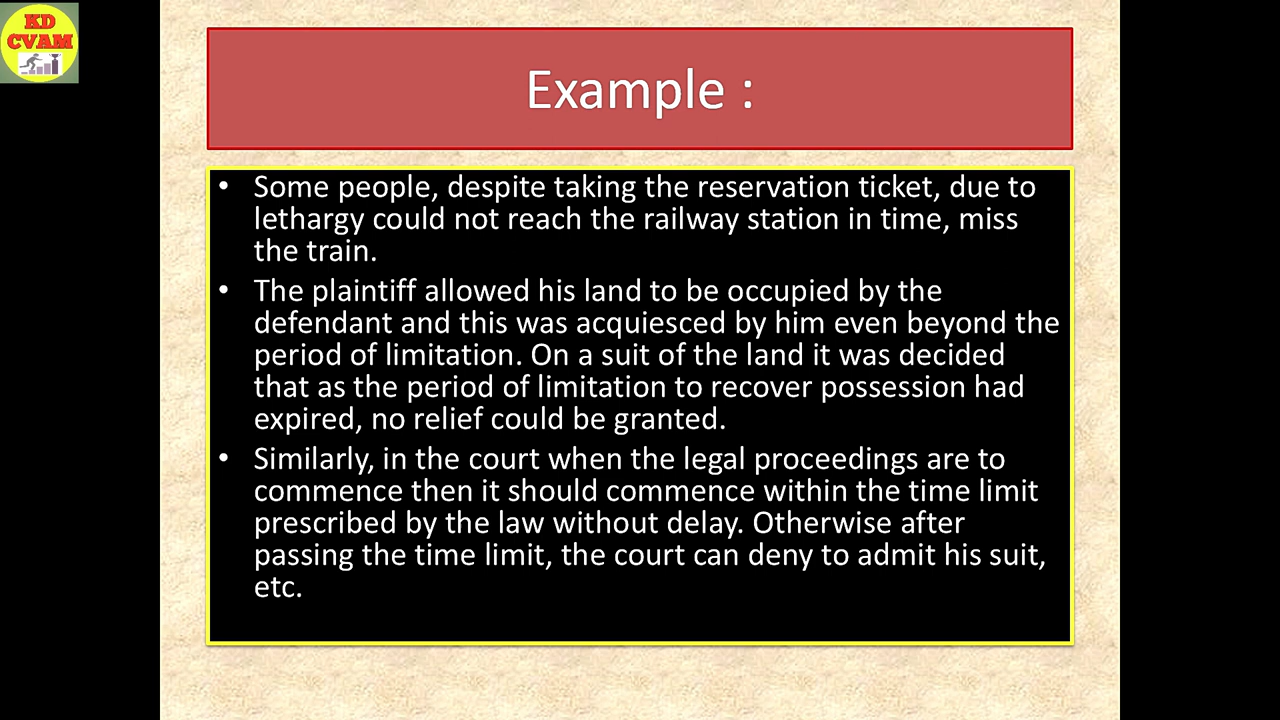 KD
CVAM
Example :
• Some people, despite taking the reservation ticket, due to
lethargy could not reach the railway station in time, miss
the train.
• The plaintiff allowed his land to be occupied by the
defendant and this was acquiesced by him even beyond the
period of limitation. On a suit of the land it was decided
that as the period of limitation to recover possession had
expired, no relief could be granted.
• Similarly, in the court when the legal proceedings are to
commence then it should commence within the time limit
prescribed by the law without delay. Otherwise after
passing the time limit, the court can deny to admit his suit,
etc.